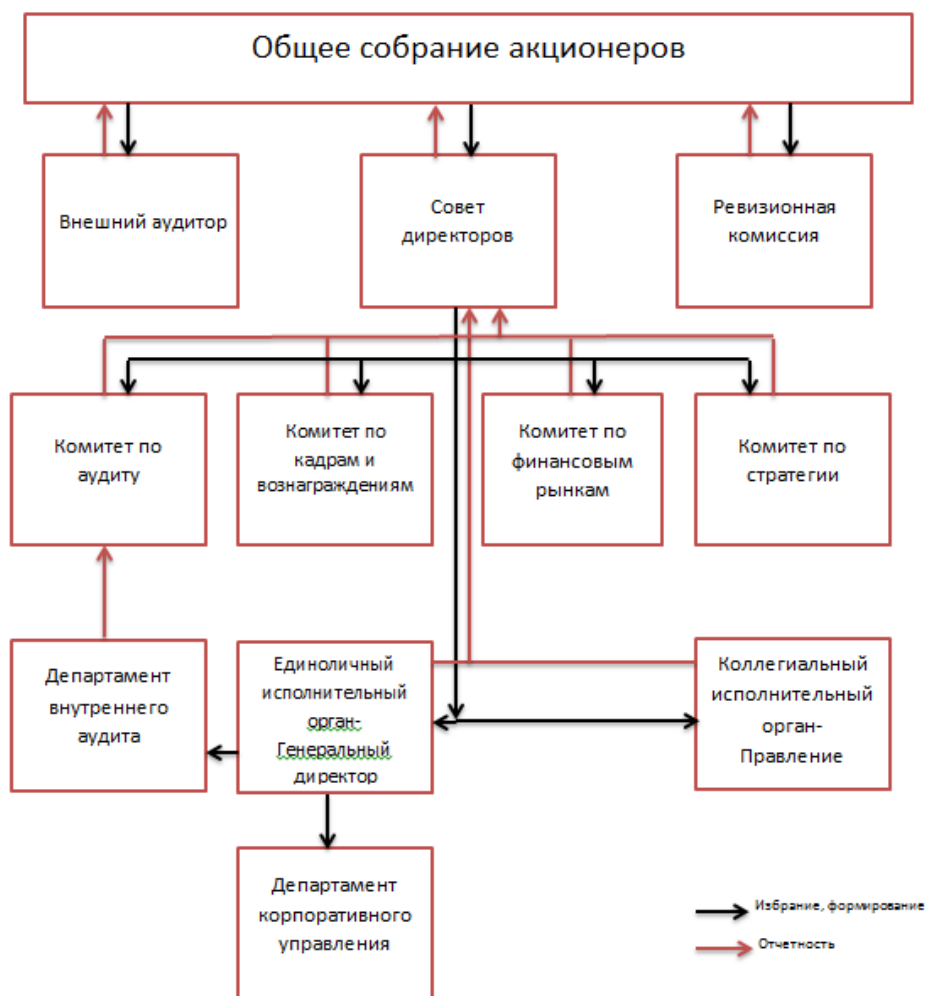 Общее собрание акционеров
Внешний аудитор
Совет
директоров
Ревизионная
комиссия
Комитет по
аудиту
Комитет по
кадрам и
вознаграждениям
Комитет по
финансовым
рынкам
Комитет по
стратегии
Департамент
внутреннего
аудита
Единоличный
исполнительный
орган-
Генеральный
директор
Коллегиальный
исполнительный
орган-
Правление
Департамент
корпоративного
управления
Избрание, формирование
Отчетность